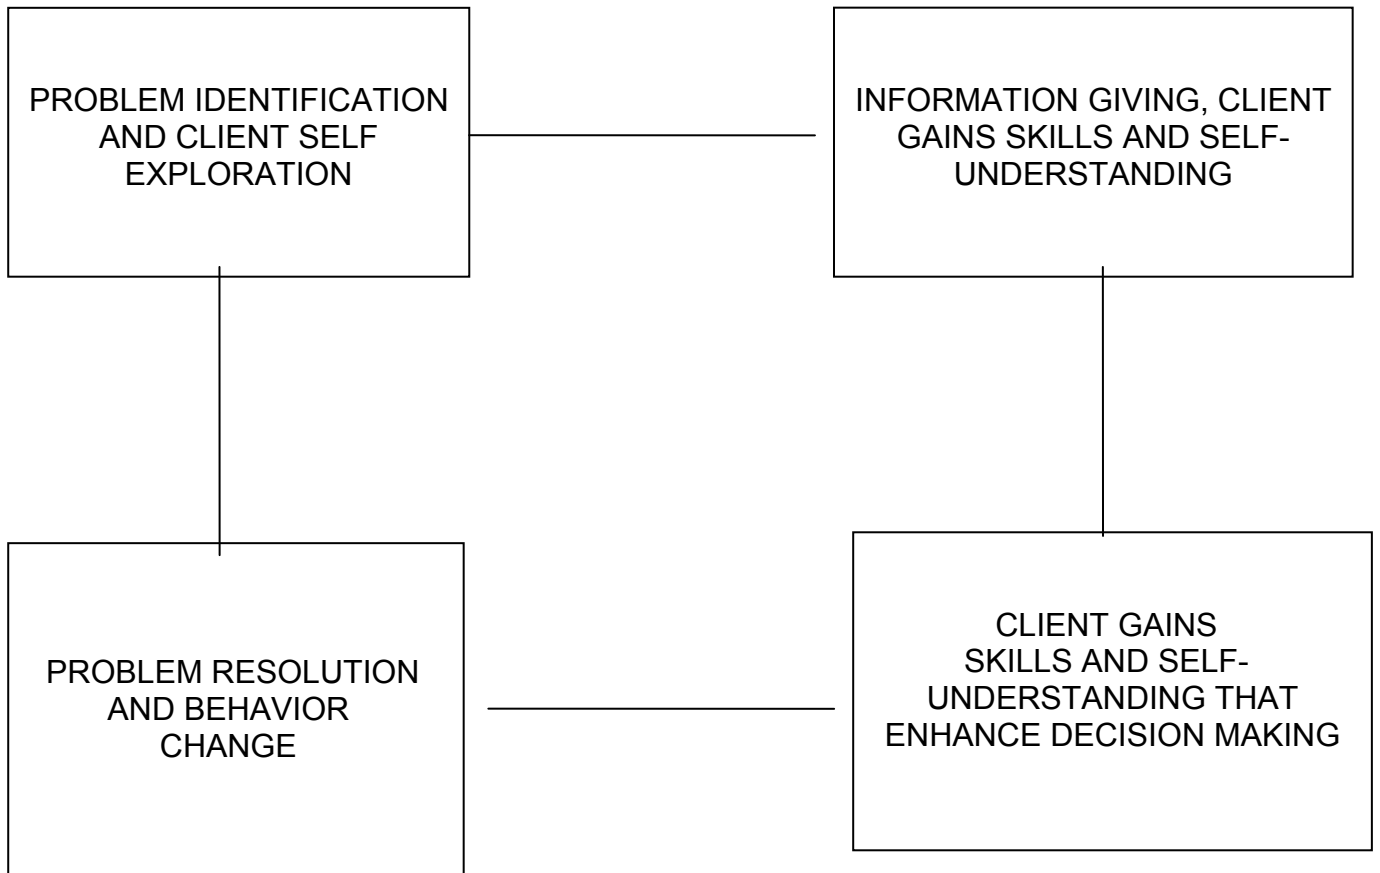 PROBLEM IDENTIFICATION
AND CLIENT SELF
EXPLORATION
INFORMATION GIVING, CLIENT
GAINS SKILLS AND SELF-
UNDERSTANDING
PROBLEM RESOLUTION
AND BEHAVIOR
CHANGE
CLIENT GAINS
SKILLS AND SELF-
UNDERSTANDING THAT
ENHANCE DECISION MAKING